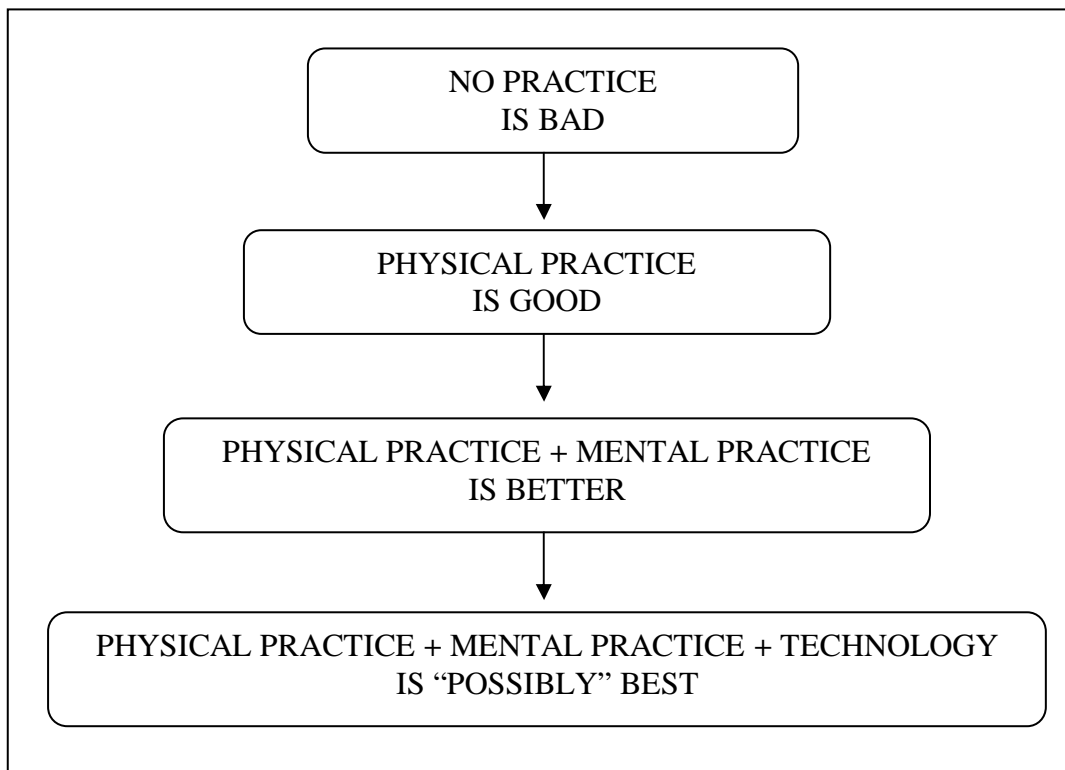 NO PRACTICE
IS BAD
PHYSICAL PRACTICE
IS GOOD
PHYSICAL PRACTICE + MENTAL PRACTICE
IS BETTER
PHYSICAL PRACTICE + MENTAL PRACTICE + TECHNOLOGY
IS “POSSIBLY” BEST